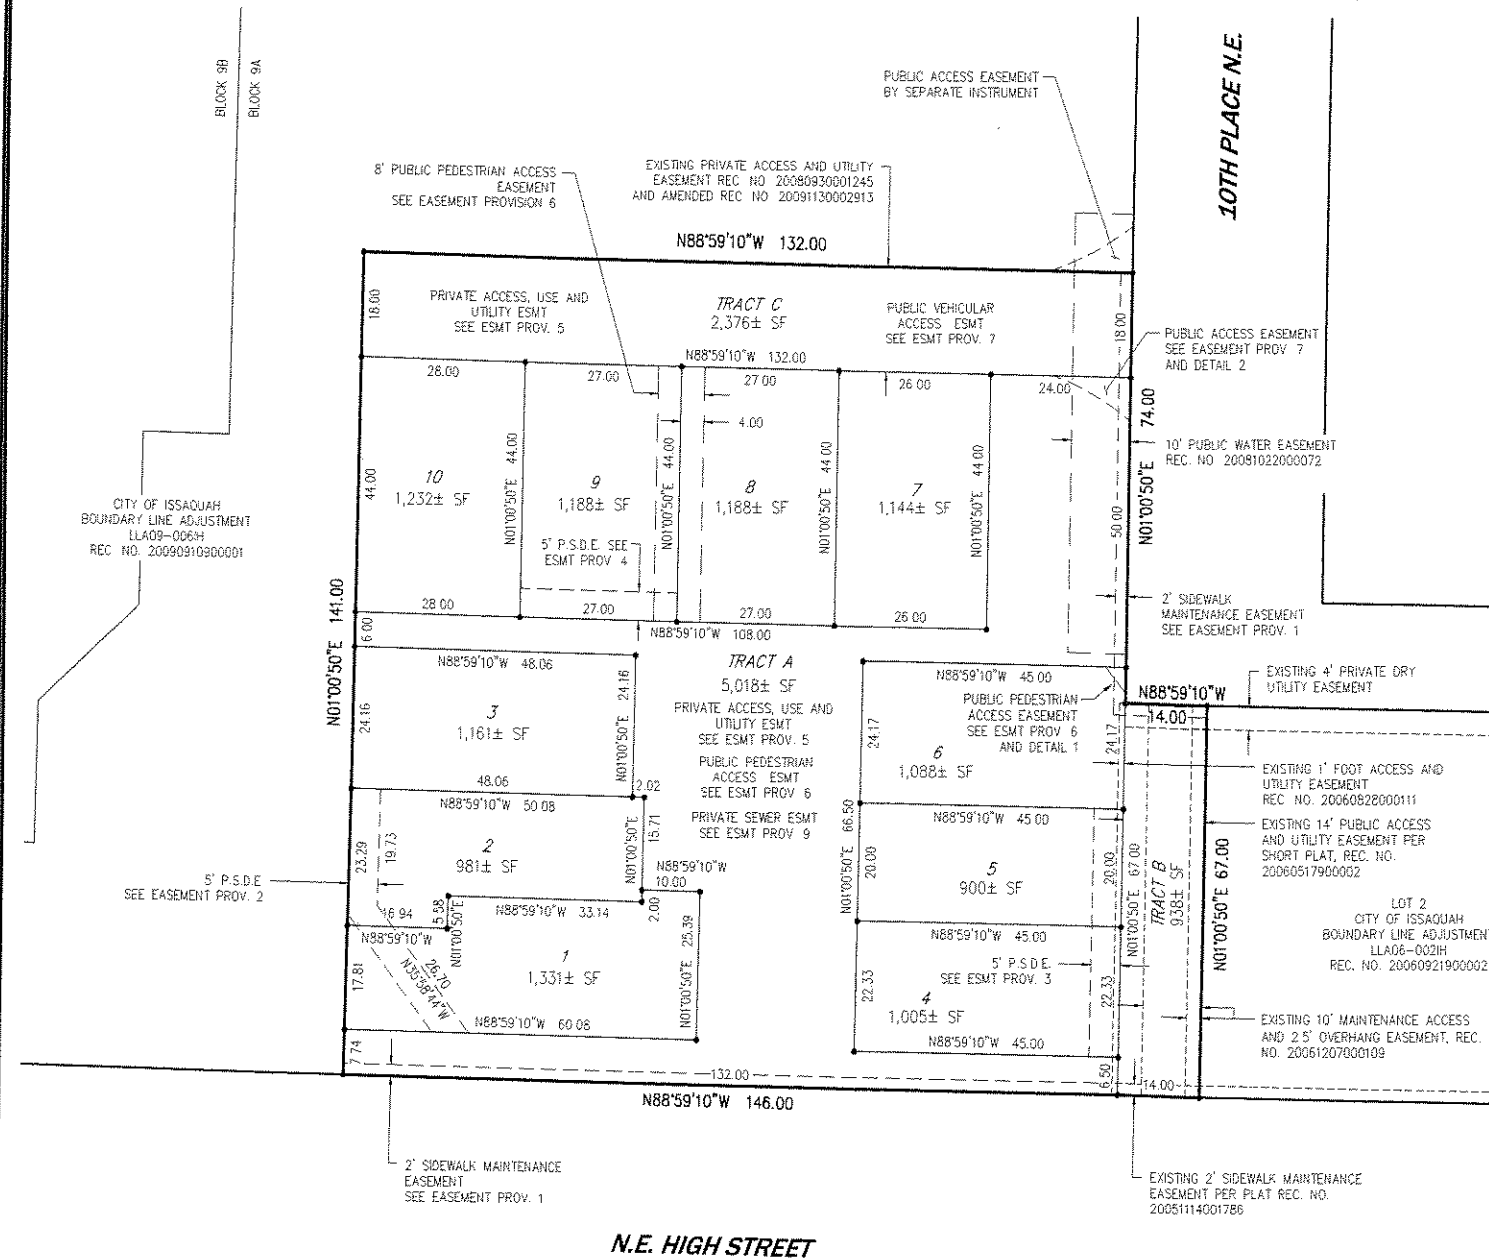 BLOCK 9B
BLOCK 9A
10TH PLACE N.E.
PUBLIC ACCESS EASEMENT
BY SEPARATE INSTRUMENT
8' PUBLIC PEDESTRIAN ACCESS
EASEMENT
SEE EASEMENT PROVISION 6
EXISTING PRIVATE ACCESS AND UTILITY
EASEMENT REC NO 20080930001245
AND AMENDED REC NO 20091130002913
N88°59'10"W 132.00
18.00
PRIVATE ACCESS, USE AND
UTILITY ESMT
SEE ESMT PROV. 5
TRACT C
2,376± SF
PUBLIC VEHICULAR
ACCESS ESMT
SEE ESMT PROV. 7
18.00
PUBLIC ACCESS EASEMENT
SEE EASEMENT PROV 7
AND DETAIL 2
N88°59'10"W 132.00
28.00
27.00
27 00
26 00
24.00
4.00
N01°00'50"E 74.00
10' PUBLIC WATER EASEMENT
REC. NO 20081022000072
44.00
10
1,232± SF
N01°00'50"E 44.00
9
1,188± SF
N01°00'50"E 44.00
8
1,188± SF
N01°00'50"E 44 00
7
1,144± SF
N01°00'50"E 44 00
50.00
5' P.S.D.E. SEE
ESMT PROV 4
CITY OF ISSAQUAH
BOUNDARY LINE ADJUSTMENT
LLA09-006IH
REC NO. 20090910900001
28 00
27.00
27.00
26 00
N88°59'10"W 108.00
2' SIDEWALK
MAINTENANCE EASEMENT
SEE EASEMENT PROV. 1
N01°00'50"E 141.00
6 00
N88°59'10"W 48.06
TRACT A
5,018± SF
PRIVATE ACCESS, USE AND
UTILITY ESMT
SEE ESMT PROV. 5
PUBLIC PEDESTRIAN
ACCESS ESMT
SEE ESMT PROV 6
PRIVATE SEWER ESMT
SEE ESMT PROV 9
N88°59'10"W 45 00
PUBLIC PEDESTRIAN
ACCESS EASEMENT
SEE ESMT PROV 6
AND DETAIL 1
EXISTING 4' PRIVATE DRY
UTILITY EASEMENT
N88°59'10"W
14.00
24.16
3
1,161± SF
N01°00'50"E 24.16
48.06
N88°59'10"W 50 08
2.02
24.17
6
1,088± SF
24.17
EXISTING 1' FOOT ACCESS AND
UTILITY EASEMENT
REC NO. 20060828000111
23.29
19.73
2
981± SF
N01°00'50"E 15.71
N88°59'10"W
10.00
N01°00'50"E 66.50
N88°59'10"W 45.00
20.00
5
900± SF
20.00
N01°00'50"E 67.00
TRACT B
938± SF
N01°00'50"E 67.00
EXISTING 14' PUBLIC ACCESS
AND UTILITY EASEMENT PER
SHORT PLAT, REC. NO.
20060517900002
5' P.S.D.E
SEE EASEMENT PROV. 2
16.94
N88°59'10"W
5.58
N01°00'50"E
N88°59'10"W 33.14
2.00
N01°00'50"E 25.39
17.81
26.70
N35°58'44"W
1
1,331± SF
N88°59'10"W 60 08
N88°59'10"W 45.00
5' P.S.D.E.
SEE ESMT PROV. 3
22.33
4
1,005± SF
22.33
N88°59'10"W 45.00
LOT 2
CITY OF ISSAQUAH
BOUNDARY LINE ADJUSTMENT
LLA06-002IH
REC. NO. 20060921900002
EXISTING 10' MAINTENANCE ACCESS
AND 2 5' OVERHANG EASEMENT, REC.
NO. 20061207000109
7 74
132.00
6 50
14.00
N88°59'10"W 146.00
2' SIDEWALK MAINTENANCE
EASEMENT
SEE EASEMENT PROV. 1
EXISTING 2' SIDEWALK MAINTENANCE
EASEMENT PER PLAT REC. NO.
20051114001786
N.E. HIGH STREET